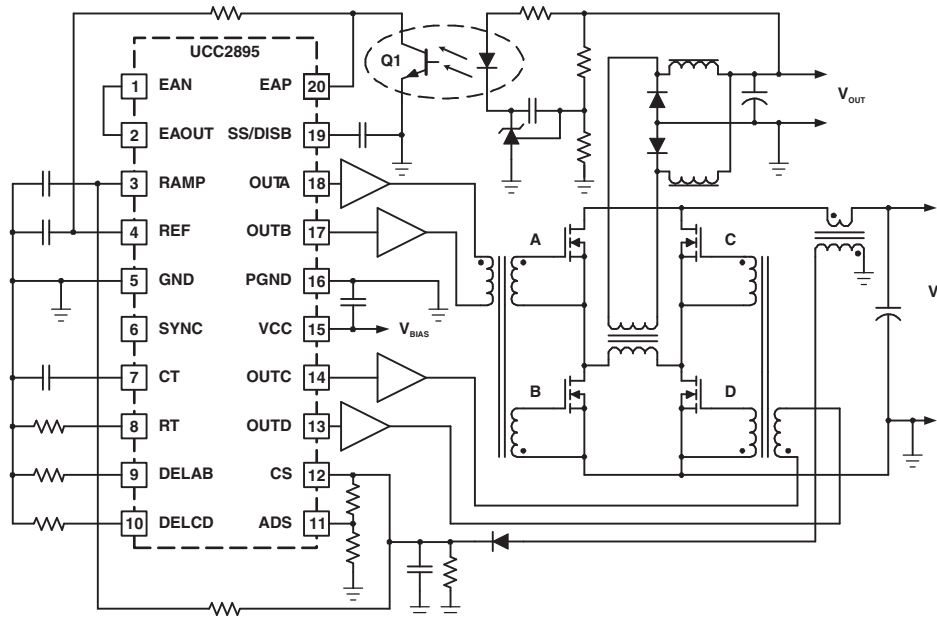 UCC2895
Q1
1 EAN
EAP 20
2 EAOUT
SS/DISB 19
3 RAMP
OUTA 18
4 REF
OUTB 17
5 GND
PGND 16
6 SYNC
VCC 15
7 CT
OUTC 14
8 RT
OUTD 13
9 DELAB
CS 12
10 DELCD
ADS 11
VBIAS
VOUT
A
C
B
D
V